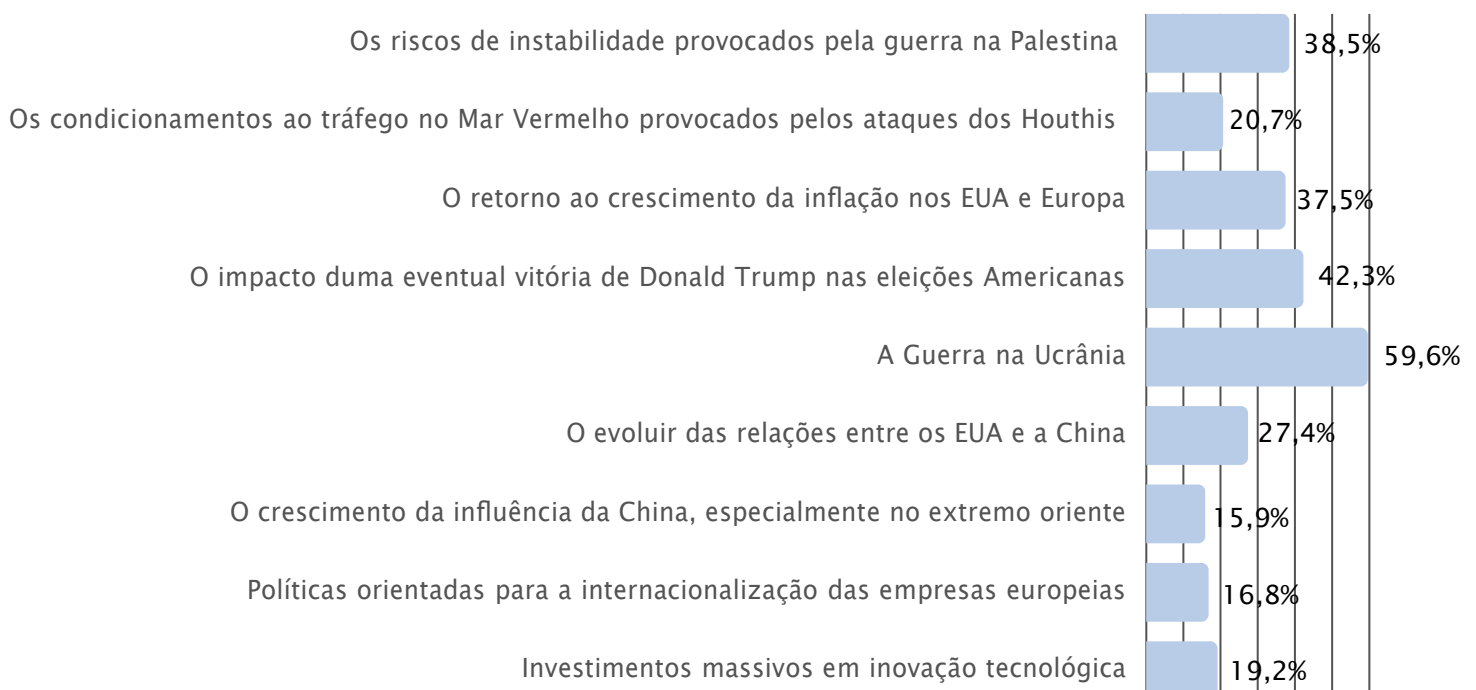 Os riscos de instabilidade provocados pela guerra na Palestina 38,5%
Os condicionamentos ao tráfego no Mar Vermelho provocados pelos ataques dos Houthis 20,7%
O retorno ao crescimento da inflação nos EUA e Europa 37,5%
O impacto duma eventual vitória de Donald Trump nas eleições Americanas 42,3%
A Guerra na Ucrânia 59,6%
O evoluir das relações entre os EUA e a China 27,4%
O crescimento da influência da China, especialmente no extremo oriente 15,9%
Políticas orientadas para a internacionalização das empresas europeias 16,8%
Investimentos massivos em inovação tecnológica 19,2%